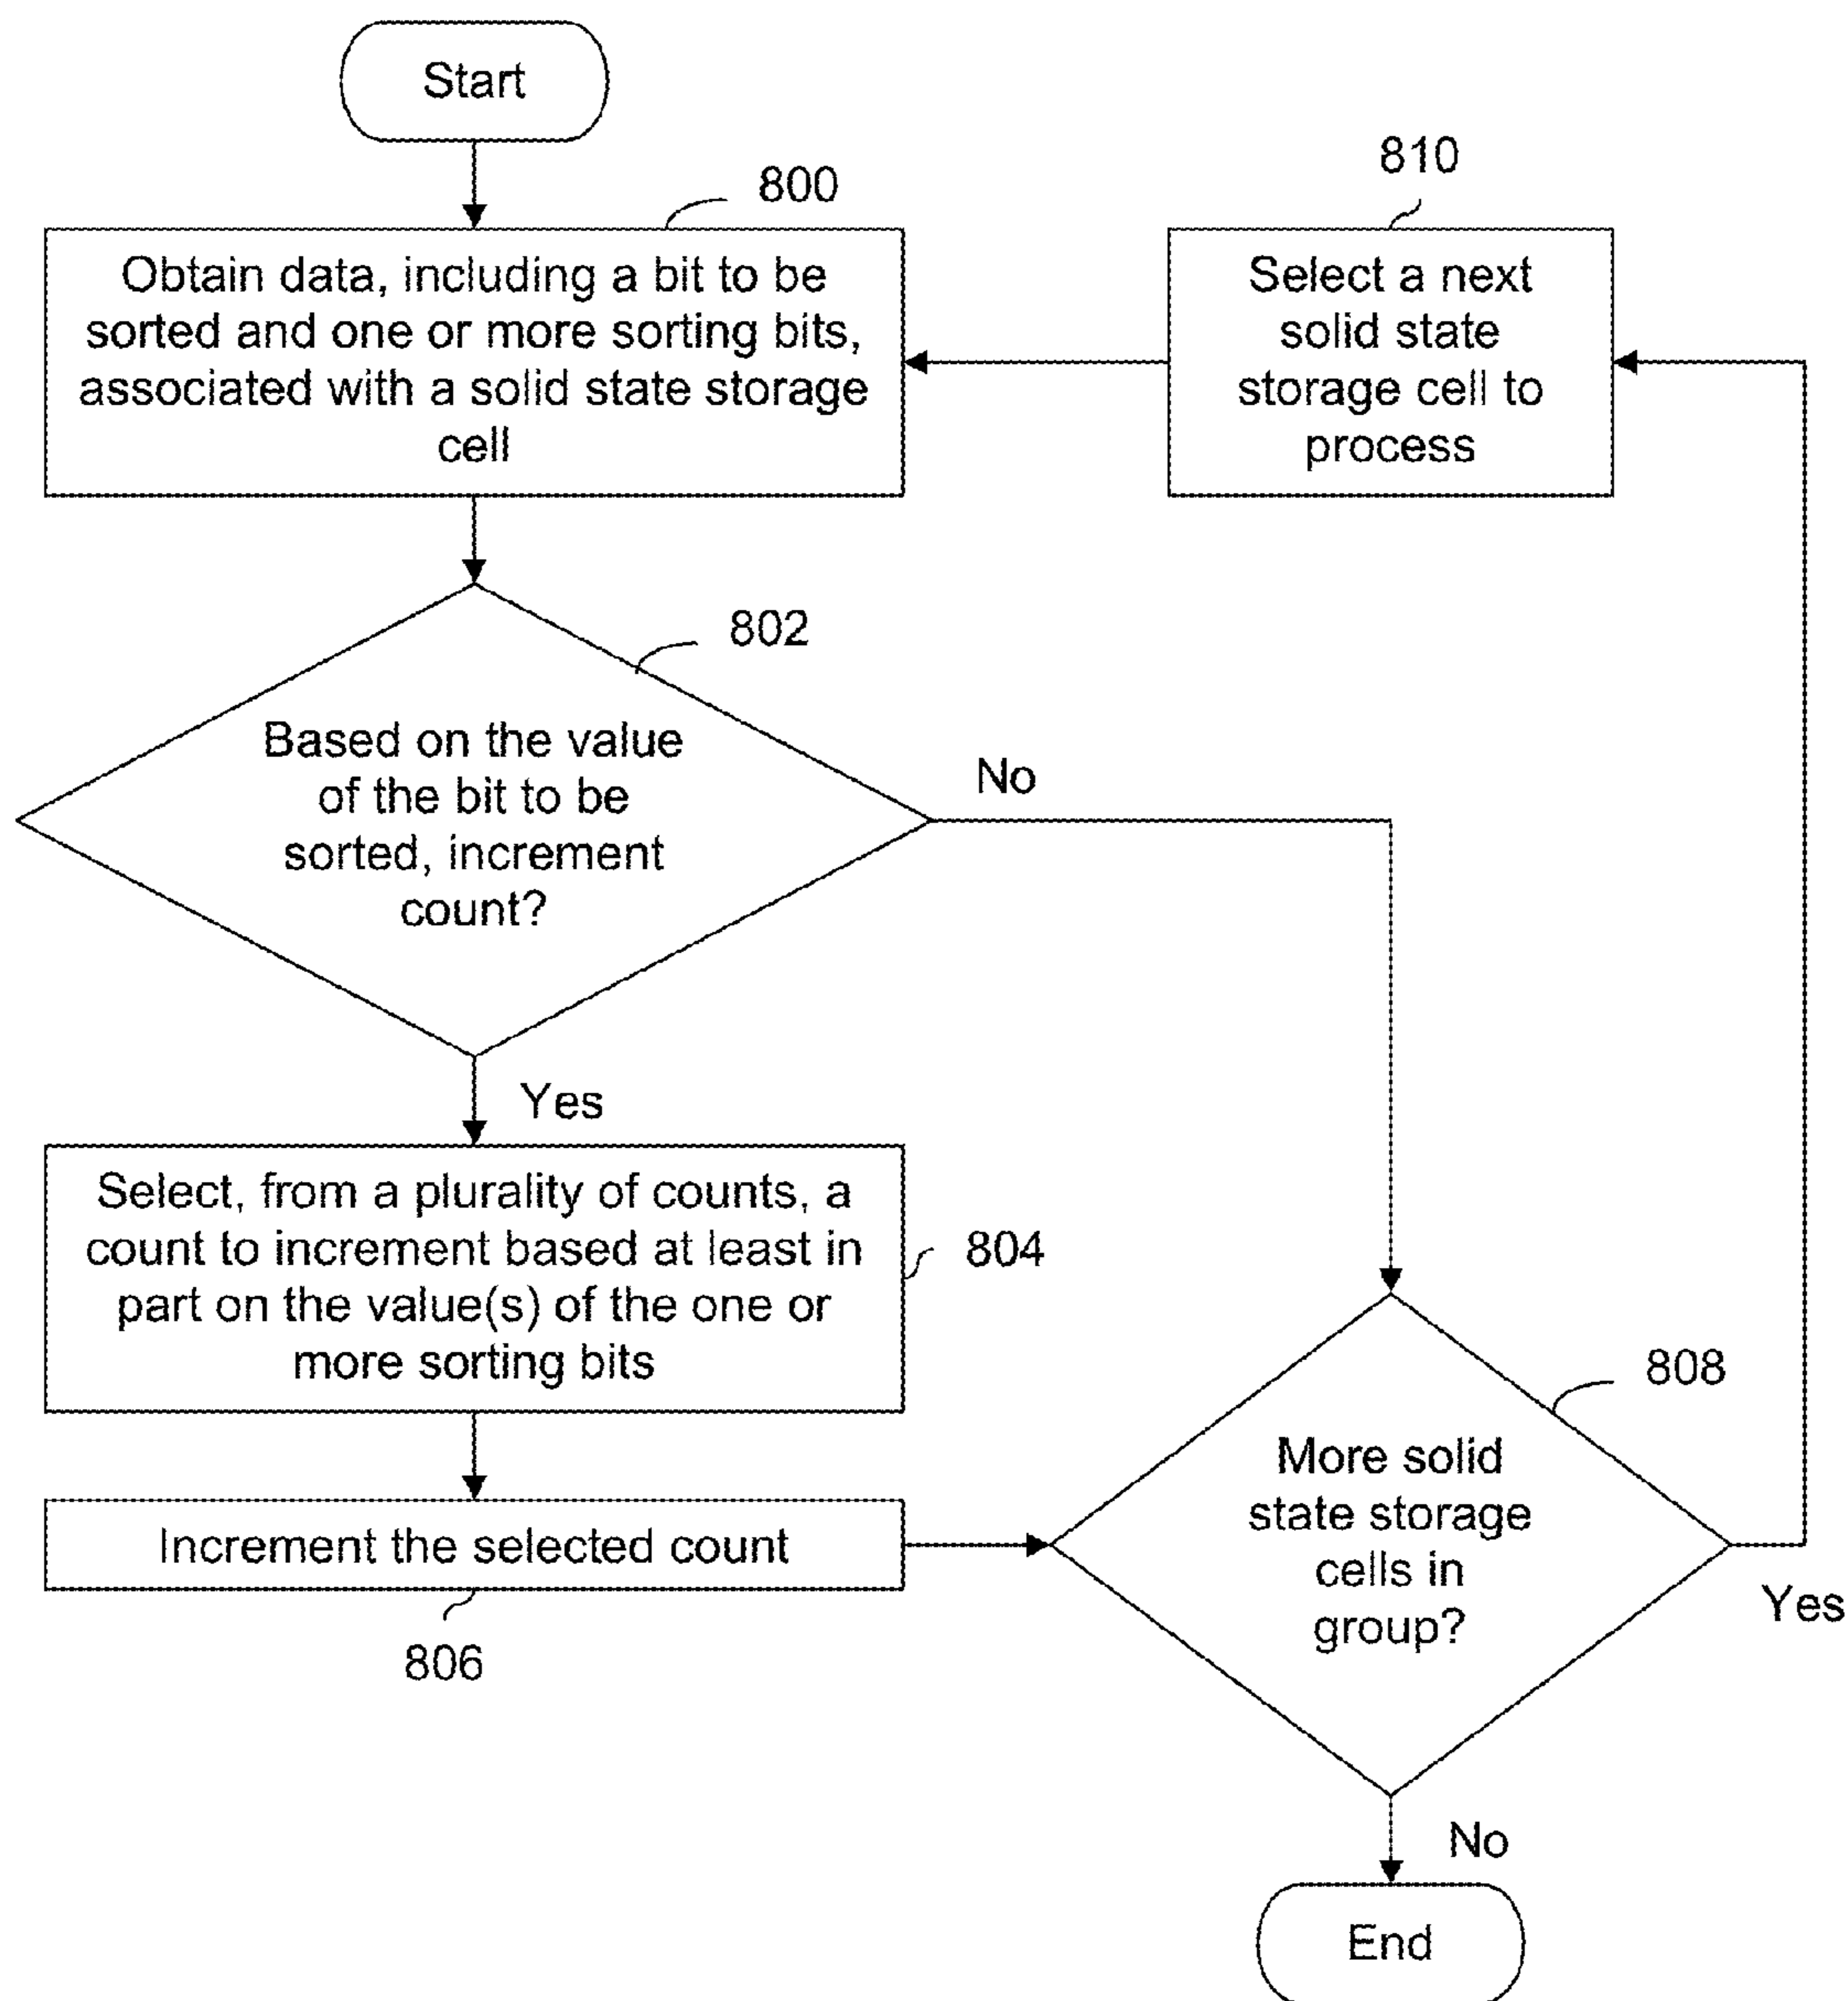 Start
800
Obtain data, including a bit to be
sorted and one or more sorting bits,
associated with a solid state storage
cell
810
Select a next
solid state
storage cell to
process
802
Based on the value
of the bit to be
sorted, increment
count?
No
Yes
Select, from a plurality of counts, a
count to increment based at least in
part on the value(s) of the one or
more sorting bits
804
Increment the selected count
806
808
More solid
state storage
cells in
group?
Yes
No
End